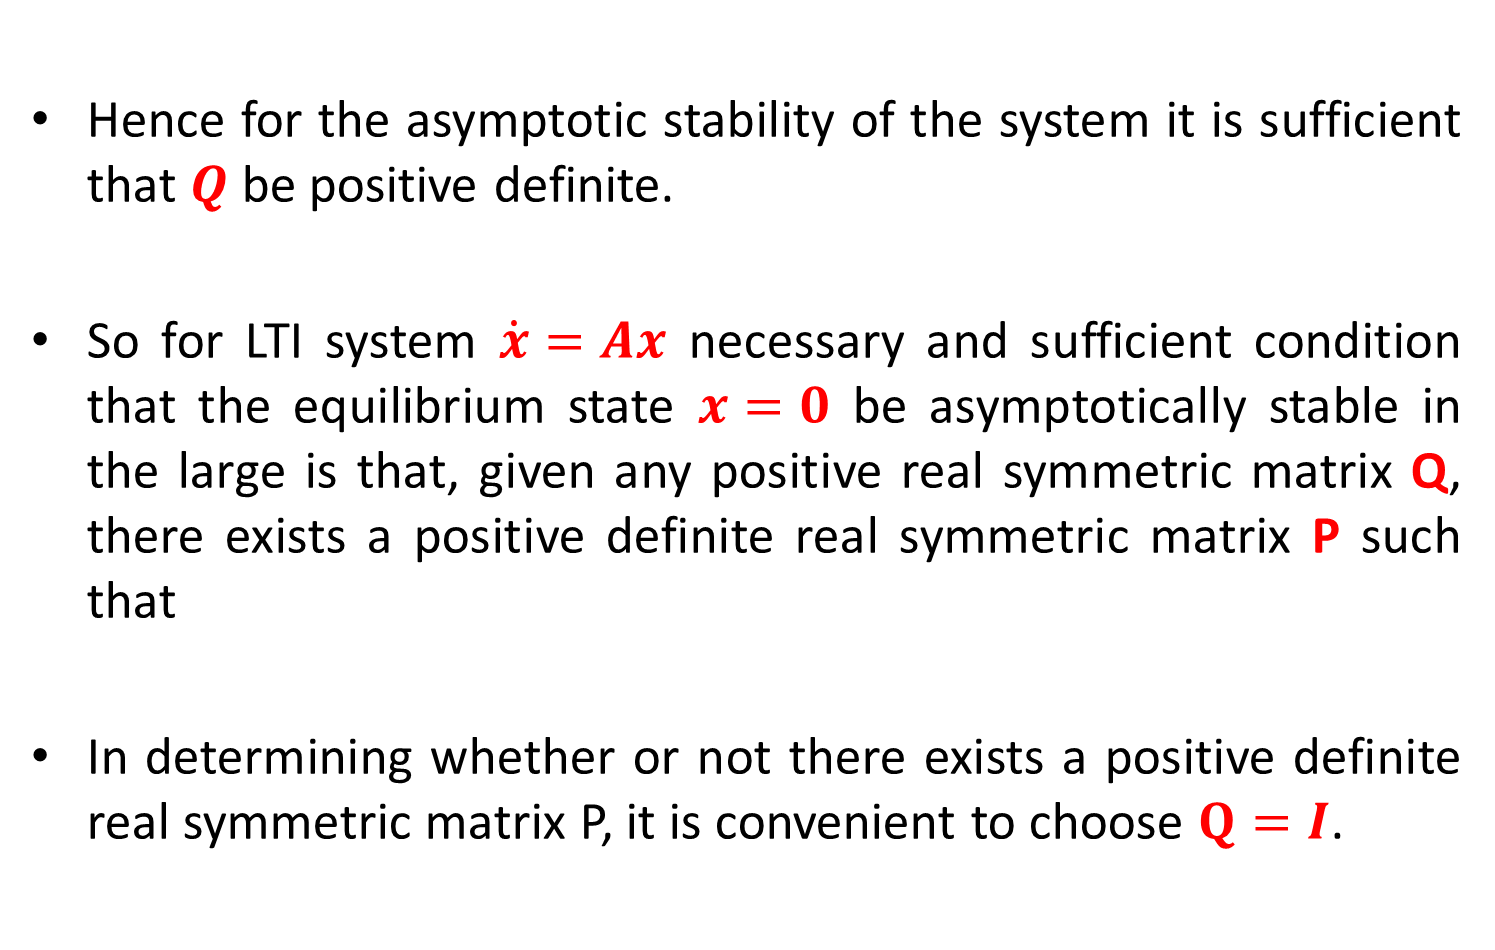 • Hence for the asymptotic stability of the system it is sufficient
that Q be positive definite.
• So for LTI system ẋ = Ax necessary and sufficient condition
that the equilibrium state x = 0 be asymptotically stable in
the large is that, given any positive real symmetric matrix Q,
there exists a positive definite real symmetric matrix P such
that
• In determining whether or not there exists a positive definite
real symmetric matrix P, it is convenient to choose Q = I.